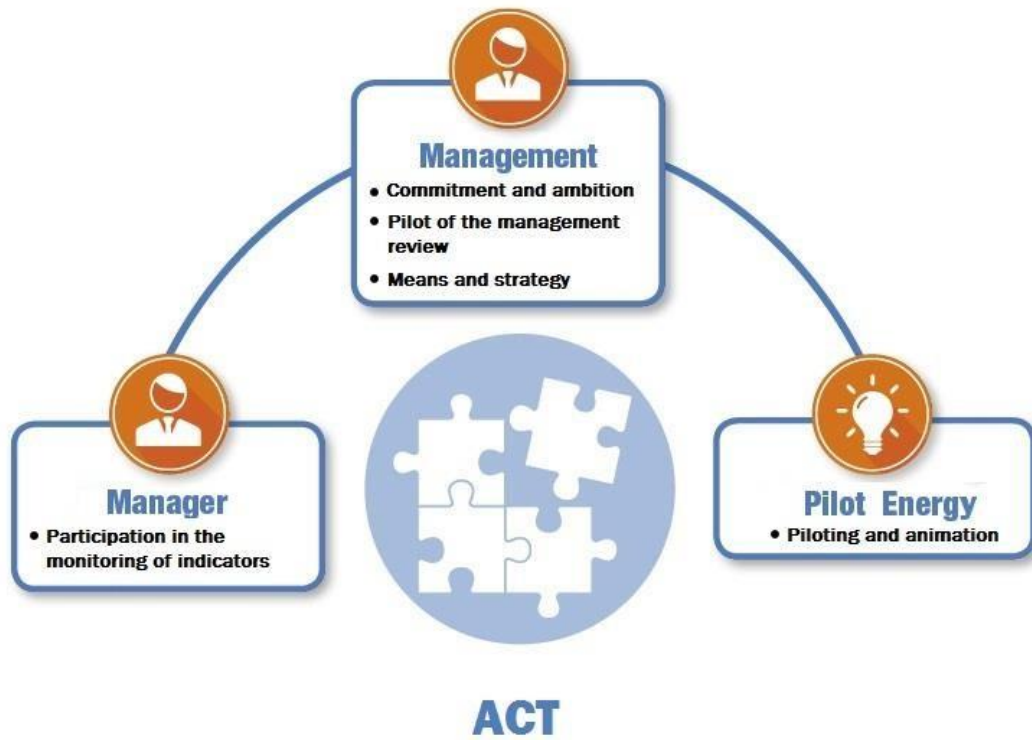 Management
• Commitment and ambition
• Pilot of the management
review
• Means and strategy
Manager
• Participation in the
monitoring of indicators
Pilot Energy
• Piloting and animation
ACT